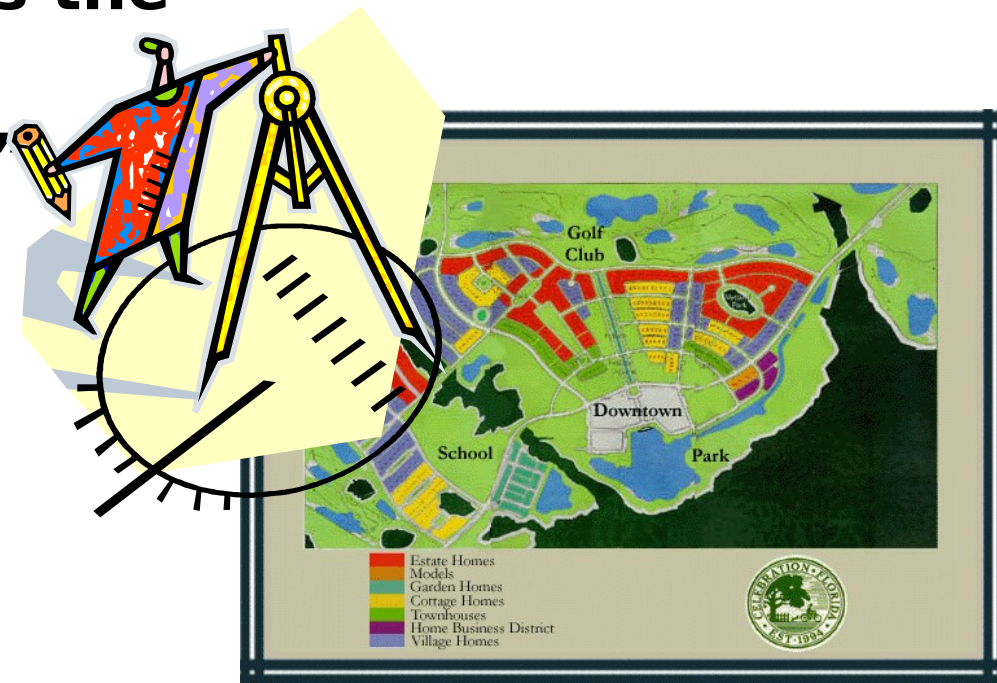 s the
,
Golf
Club
Park
Downtown
School
Park
Estate Homes
Models
Garden Homes
Cottage Homes
Townhouses
Home Business District
Village Homes
CELEBRATION • FLORIDA
EST•1994